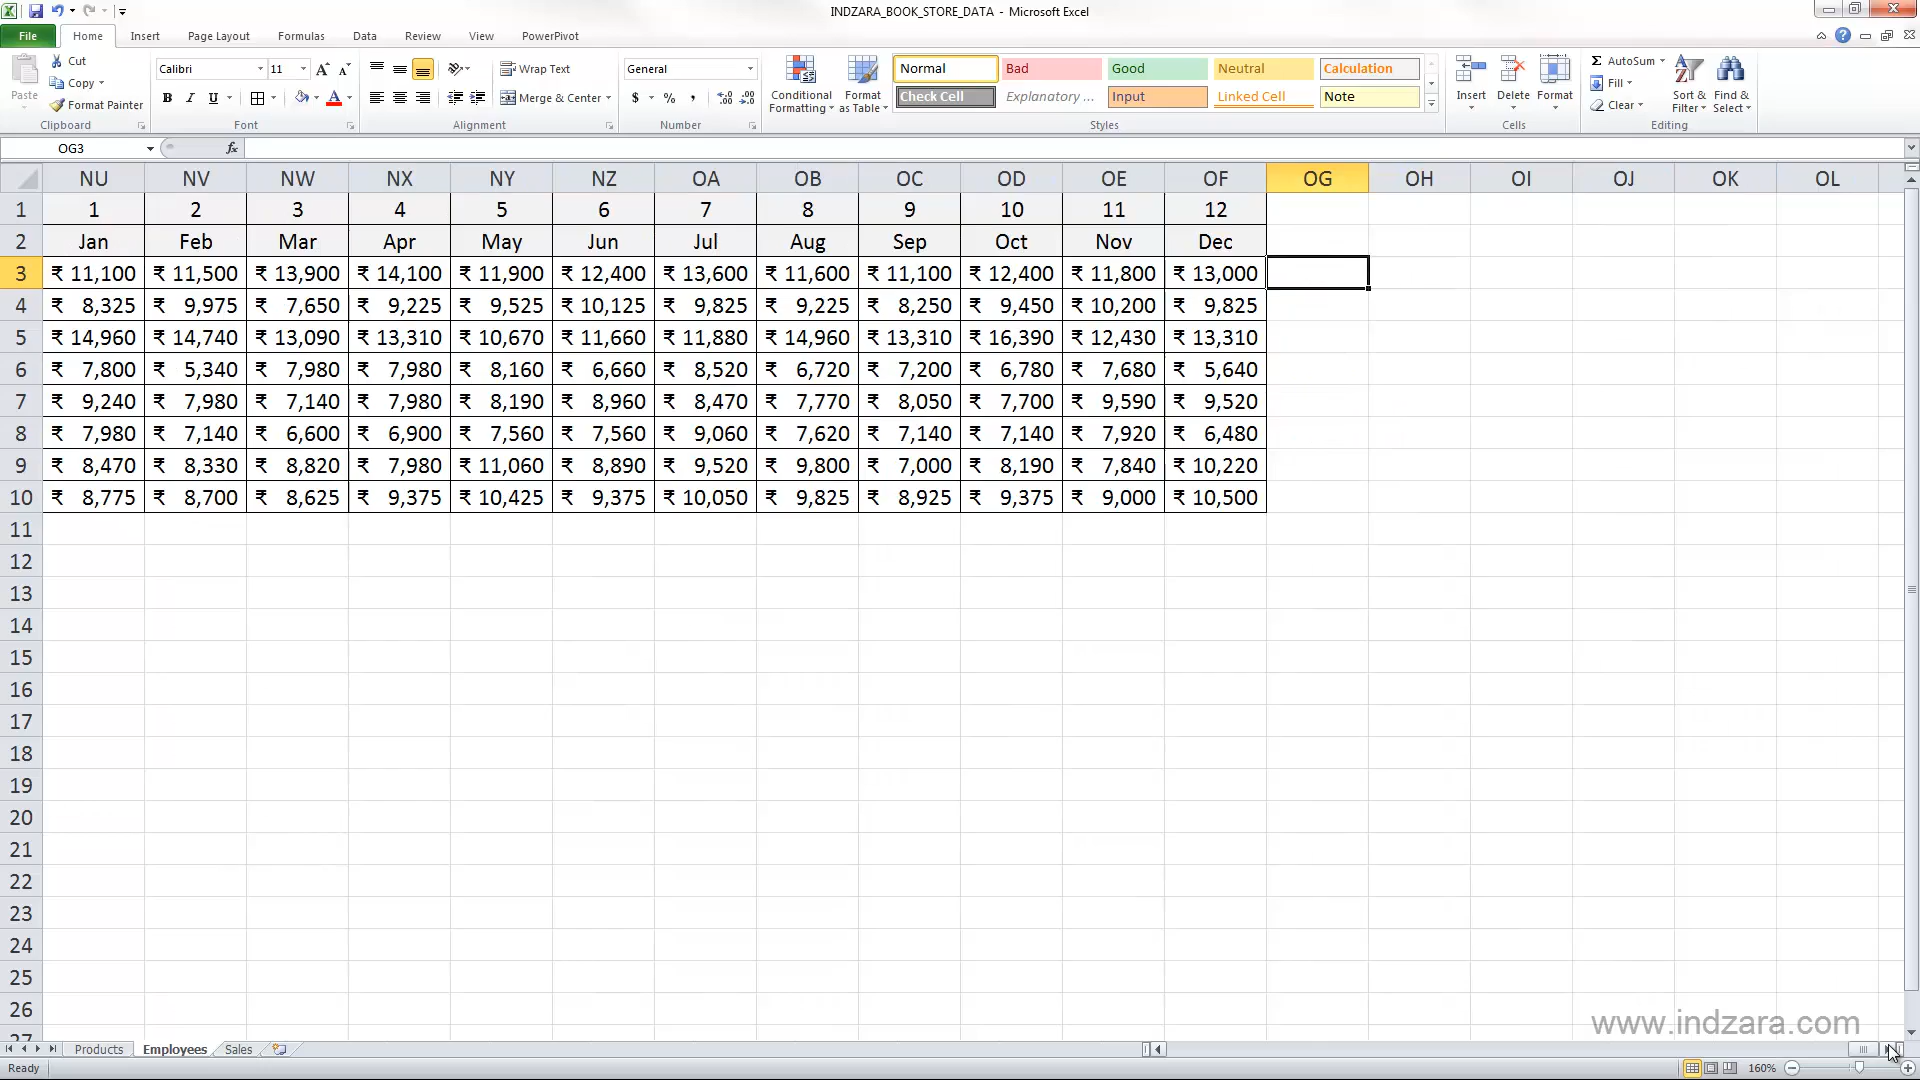 INDZARA_BOOK_STORE_DATA - Microsoft Excel
File Home Insert Page Layout Formulas Data Review View PowerPivot
Paste Cut Copy Format Painter Clipboard
Calibri 11 B I U Font
Wrap Text Merge & Center Alignment
General $ % , Number
Conditional Formatting Format as Table
Normal Bad Good Neutral Calculation
Check Cell Explanatory ... Input Linked Cell Note
Styles
Insert Delete Format Cells
Σ AutoSum Fill Clear Sort & Filter Find & Select Editing
OG3 fx
NU NV NW NX NY NZ OA OB OC OD OE OF OG OH OI OJ OK OL
1 1 2 3 4 5 6 7 8 9 10 11 12
2 Jan Feb Mar Apr May Jun Jul Aug Sep Oct Nov Dec
3 ₹ 11,100 ₹ 11,500 ₹ 13,900 ₹ 14,100 ₹ 11,900 ₹ 12,400 ₹ 13,600 ₹ 11,600 ₹ 11,100 ₹ 12,400 ₹ 11,800 ₹ 13,000
4 ₹ 8,325 ₹ 9,975 ₹ 7,650 ₹ 9,225 ₹ 9,525 ₹ 10,125 ₹ 9,825 ₹ 9,225 ₹ 8,250 ₹ 9,450 ₹ 10,200 ₹ 9,825
5 ₹ 14,960 ₹ 14,740 ₹ 13,090 ₹ 13,310 ₹ 10,670 ₹ 11,660 ₹ 11,880 ₹ 14,960 ₹ 13,310 ₹ 16,390 ₹ 12,430 ₹ 13,310
6 ₹ 7,800 ₹ 5,340 ₹ 7,980 ₹ 7,980 ₹ 8,160 ₹ 6,660 ₹ 8,520 ₹ 6,720 ₹ 7,200 ₹ 6,780 ₹ 7,680 ₹ 5,640
7 ₹ 9,240 ₹ 7,980 ₹ 7,140 ₹ 7,980 ₹ 8,190 ₹ 8,960 ₹ 8,470 ₹ 7,770 ₹ 8,050 ₹ 7,700 ₹ 9,590 ₹ 9,520
8 ₹ 7,980 ₹ 7,140 ₹ 6,600 ₹ 6,900 ₹ 7,560 ₹ 7,560 ₹ 9,060 ₹ 7,620 ₹ 7,140 ₹ 7,140 ₹ 7,920 ₹ 6,480
9 ₹ 8,470 ₹ 8,330 ₹ 8,820 ₹ 7,980 ₹ 11,060 ₹ 8,890 ₹ 9,520 ₹ 9,800 ₹ 7,000 ₹ 8,190 ₹ 7,840 ₹ 10,220
10 ₹ 8,775 ₹ 8,700 ₹ 8,625 ₹ 9,375 ₹ 10,425 ₹ 9,375 ₹ 10,050 ₹ 9,825 ₹ 8,925 ₹ 9,375 ₹ 9,000 ₹ 10,500
11
12
13
14
15
16
17
18
19
20
21
22
23
24
25
26
27
www.indzara.com
Products Employees Sales
Ready 160%